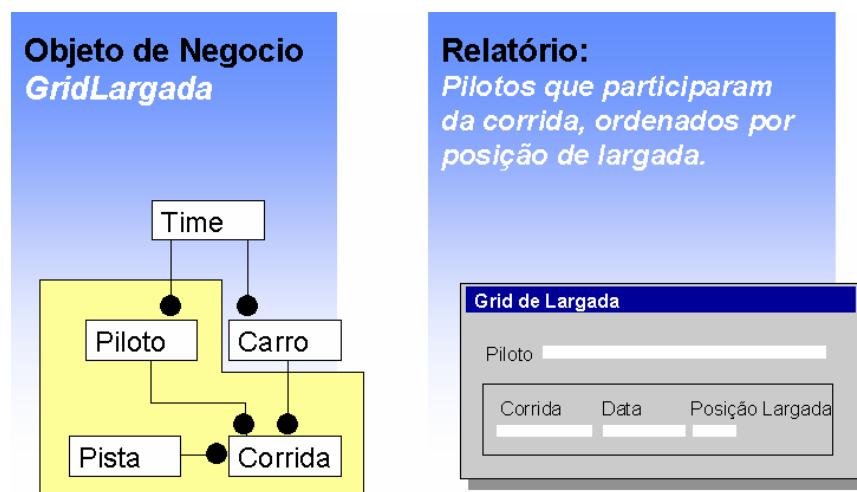 Objeto de Negocio
GridLargada
Time
Piloto
Carro
Pista
Corrida
Relatório:
Pilotos que participaram
da corrida, ordenados por
posição de largada.
Grid de Largada
Piloto
Corrida Data Posição Largada